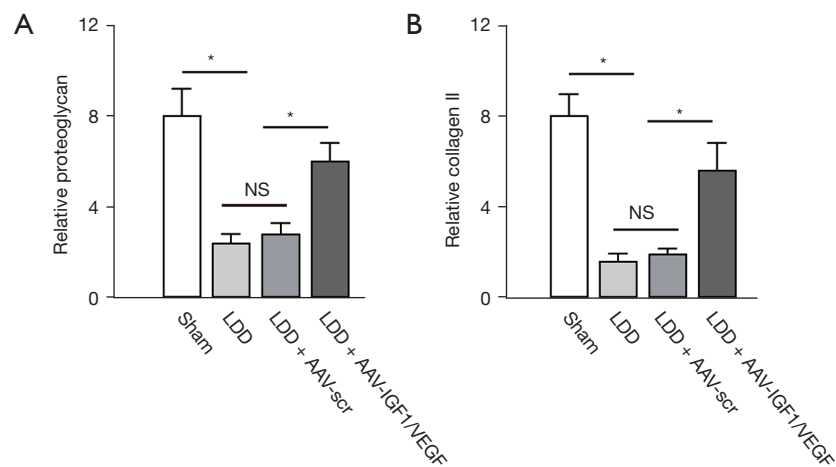 A
Relative proteoglycan
12
8
4
0
*
*
NS
Sham
LDD
LDD + AAV-scr
LDD + AAV-IGF1/VEGF
B
Relative collagen II
12
8
4
0
*
*
NS
Sham
LDD
LDD + AAV-scr
LDD + AAV-IGF1/VEGF